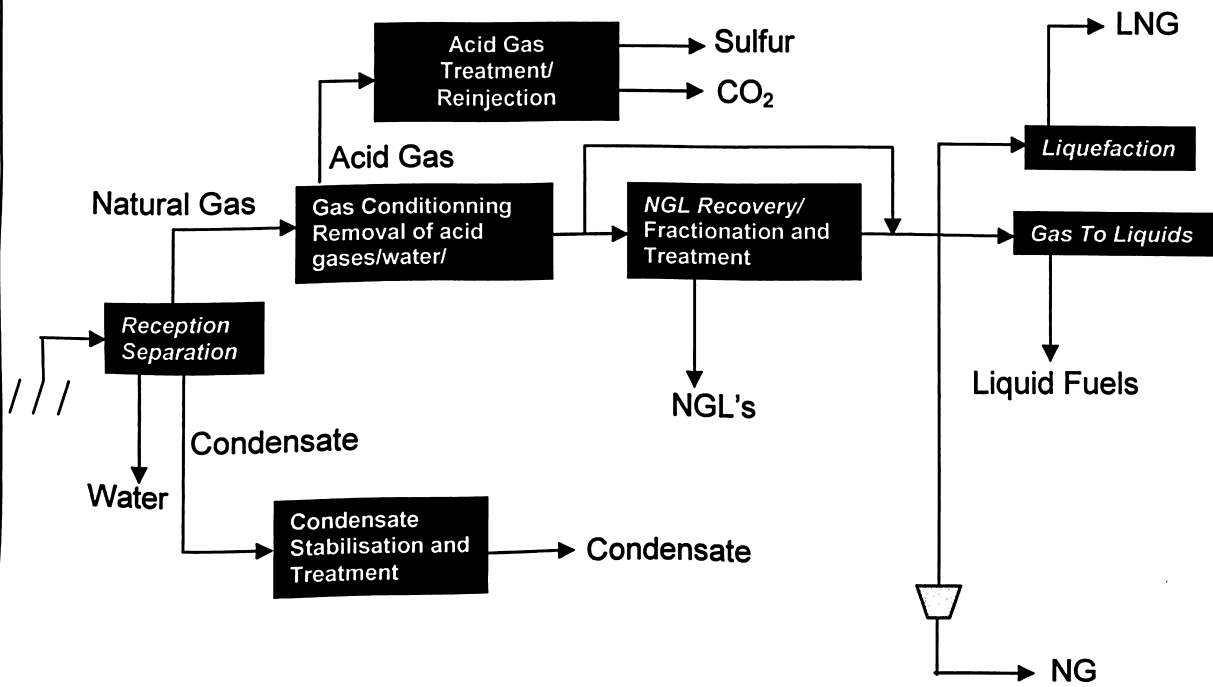 Acid Gas
Treatment/
Reinjection
Sulfur
CO₂
LNG
Liquefaction
Acid Gas
Natural Gas
Gas Conditionning
Removal of acid
gases/water/
NGL Recovery/
Fractionation and
Treatment
Gas To Liquids
Reception
Separation
Liquid Fuels
NGL's
Condensate
Water
Condensate
Stabilisation and
Treatment
Condensate
NG